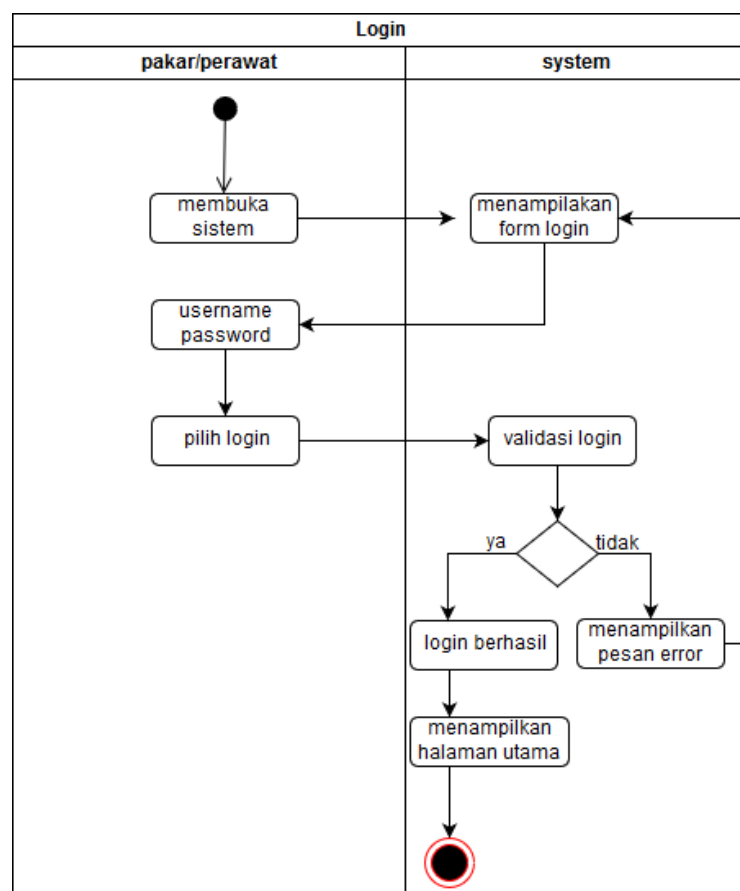 Login
pakar/perawat
system
membuka
sistem
menampilakan
form login
username
password
pilih login
validasi login
ya
tidak
login berhasil
menampilkan
pesan error
menampilkan
halaman utama